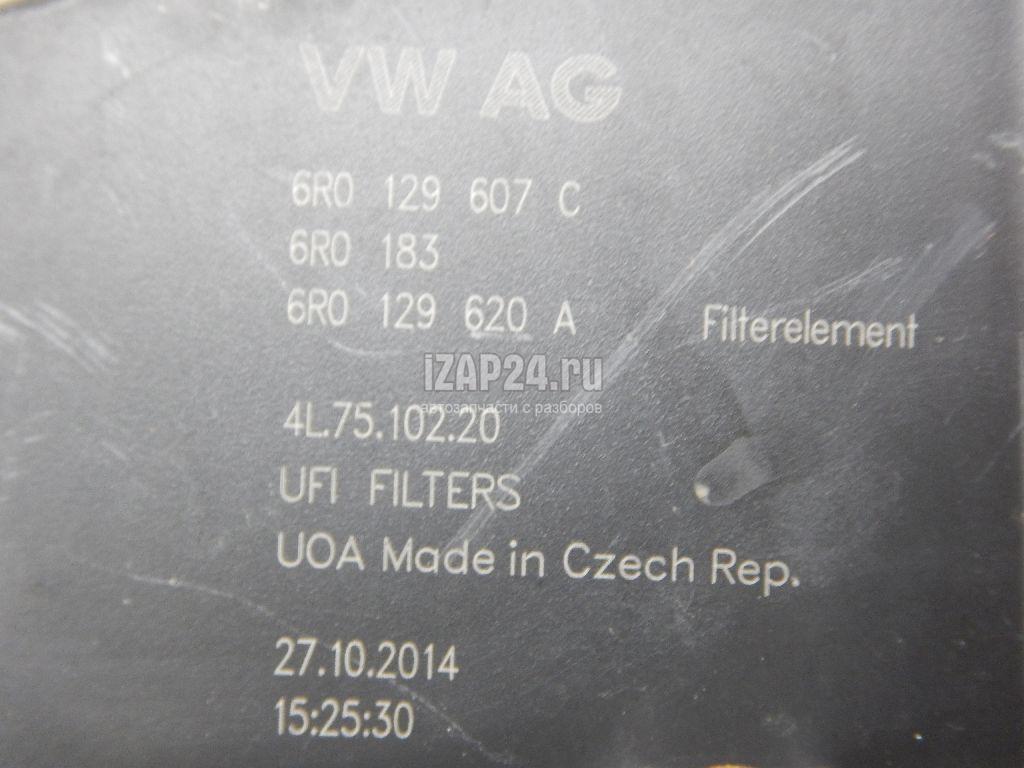 VW AG
6R0 129 607 C
6R0 183
6R0 129 620 A Filterelement
iZAP24.ru
автозапчасти с разборов
4L.75.102.20
UFI FILTERS
UOA Made in Czech Rep.
27.10.2014
15:25:30